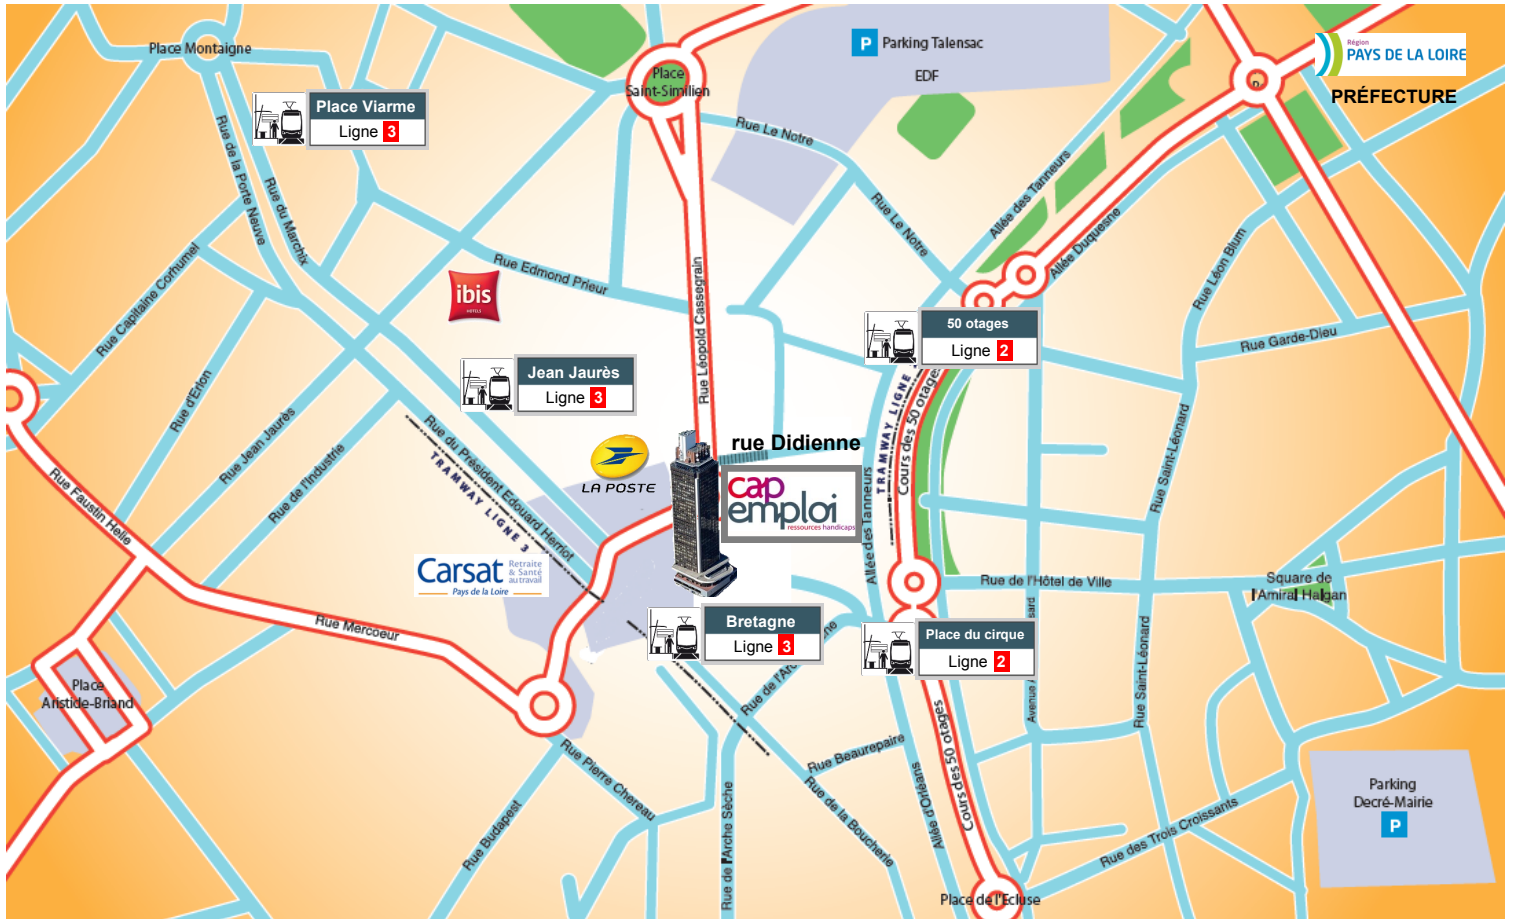 Place Montaigne
Place Viarme
Ligne 3
Place
Saint-Similien
P Parking Talensac
EDF
Région
PAYS DE LA LOIRE
PRÉFECTURE
Rue Le Notre
Rue de la Porte Neuve
Rue du Marchix
Rue Le Notre
Allée des Tanneurs
Allée Duquesne
Rue Léon Blum
Rue Capitaine Corhumel
Rue Edmond Prieur
ibis
HOTELS
Rue Léopold Cassegrain
50 otages
Ligne 2
Rue Garde-Dieu
Jean Jaurès
Ligne 3
Rue d'Erlon
Rue Jean Jaurès
Rue de l'Industrie
Rue du Président Edouard Herriot
TRAMWAY LIGNE 3
TRAMWAY LIGNE
Cours des 50 otages
Rue Saint-Léonard
rue Didienne
LA POSTE
cap
emploi
ressources handicaps
Allée des Tanneurs
Rue Faustin Helie
Carsat Retraite
& Santé
au travail
Pays de la Loire
Rue de l'Hôtel de Ville
Square de
l'Amiral Halgan
Rue Mercoeur
Bretagne
Ligne 3
Place du cirque
Ligne 2
Place
Aristide-Briand
Rue de l'Arc
Avenue
Rue Saint-Léonard
Rue Beaurepaire
Rue Pierre Chereau
Rue Budapest
Rue de l'Arche Sèche
Rue de la Boucherie
Allée d'Orléans
Cours des 50 otages
Rue des Trois Croissants
Parking
Decré-Mairie
P
Place de l'Ecluse